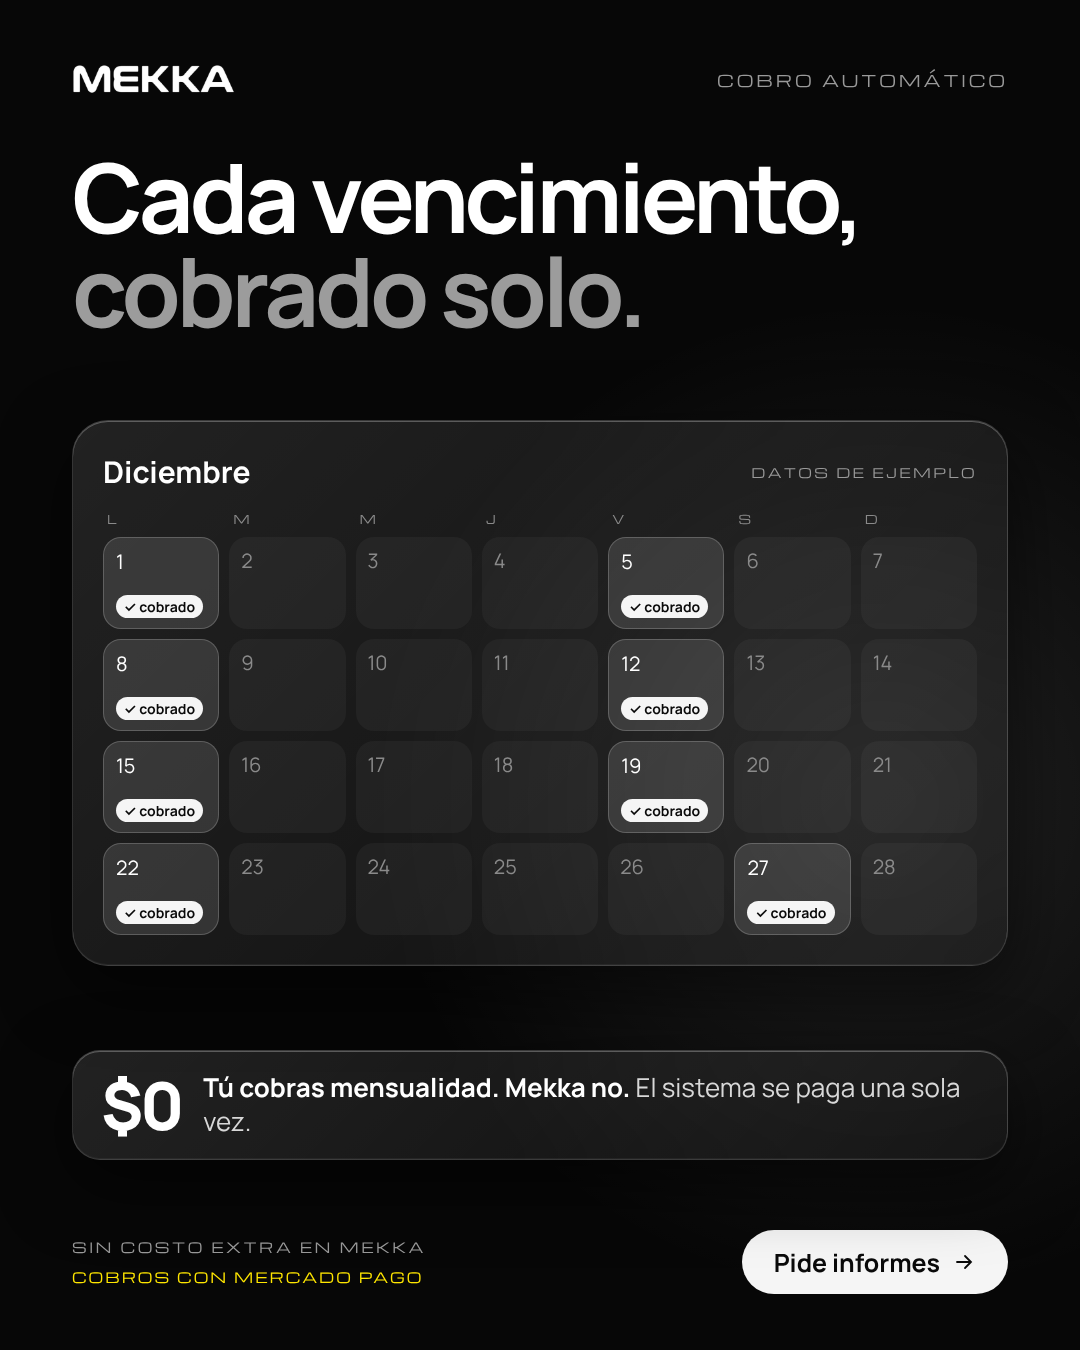 MEKKA
COBRO AUTOMÁTICO
Cada vencimiento,
cobrado solo.
Diciembre
DATOS DE EJEMPLO
L M M J V S D
1 2 3 4 5 6 7
✓ cobrado ✓ cobrado
8 9 10 11 12 13 14
✓ cobrado ✓ cobrado
15 16 17 18 19 20 21
✓ cobrado ✓ cobrado
22 23 24 25 26 27 28
✓ cobrado ✓ cobrado
$0
Tú cobras mensualidad. Mekka no. El sistema se paga una sola
vez.
SIN COSTO EXTRA EN MEKKA
COBROS CON MERCADO PAGO
Pide informes →